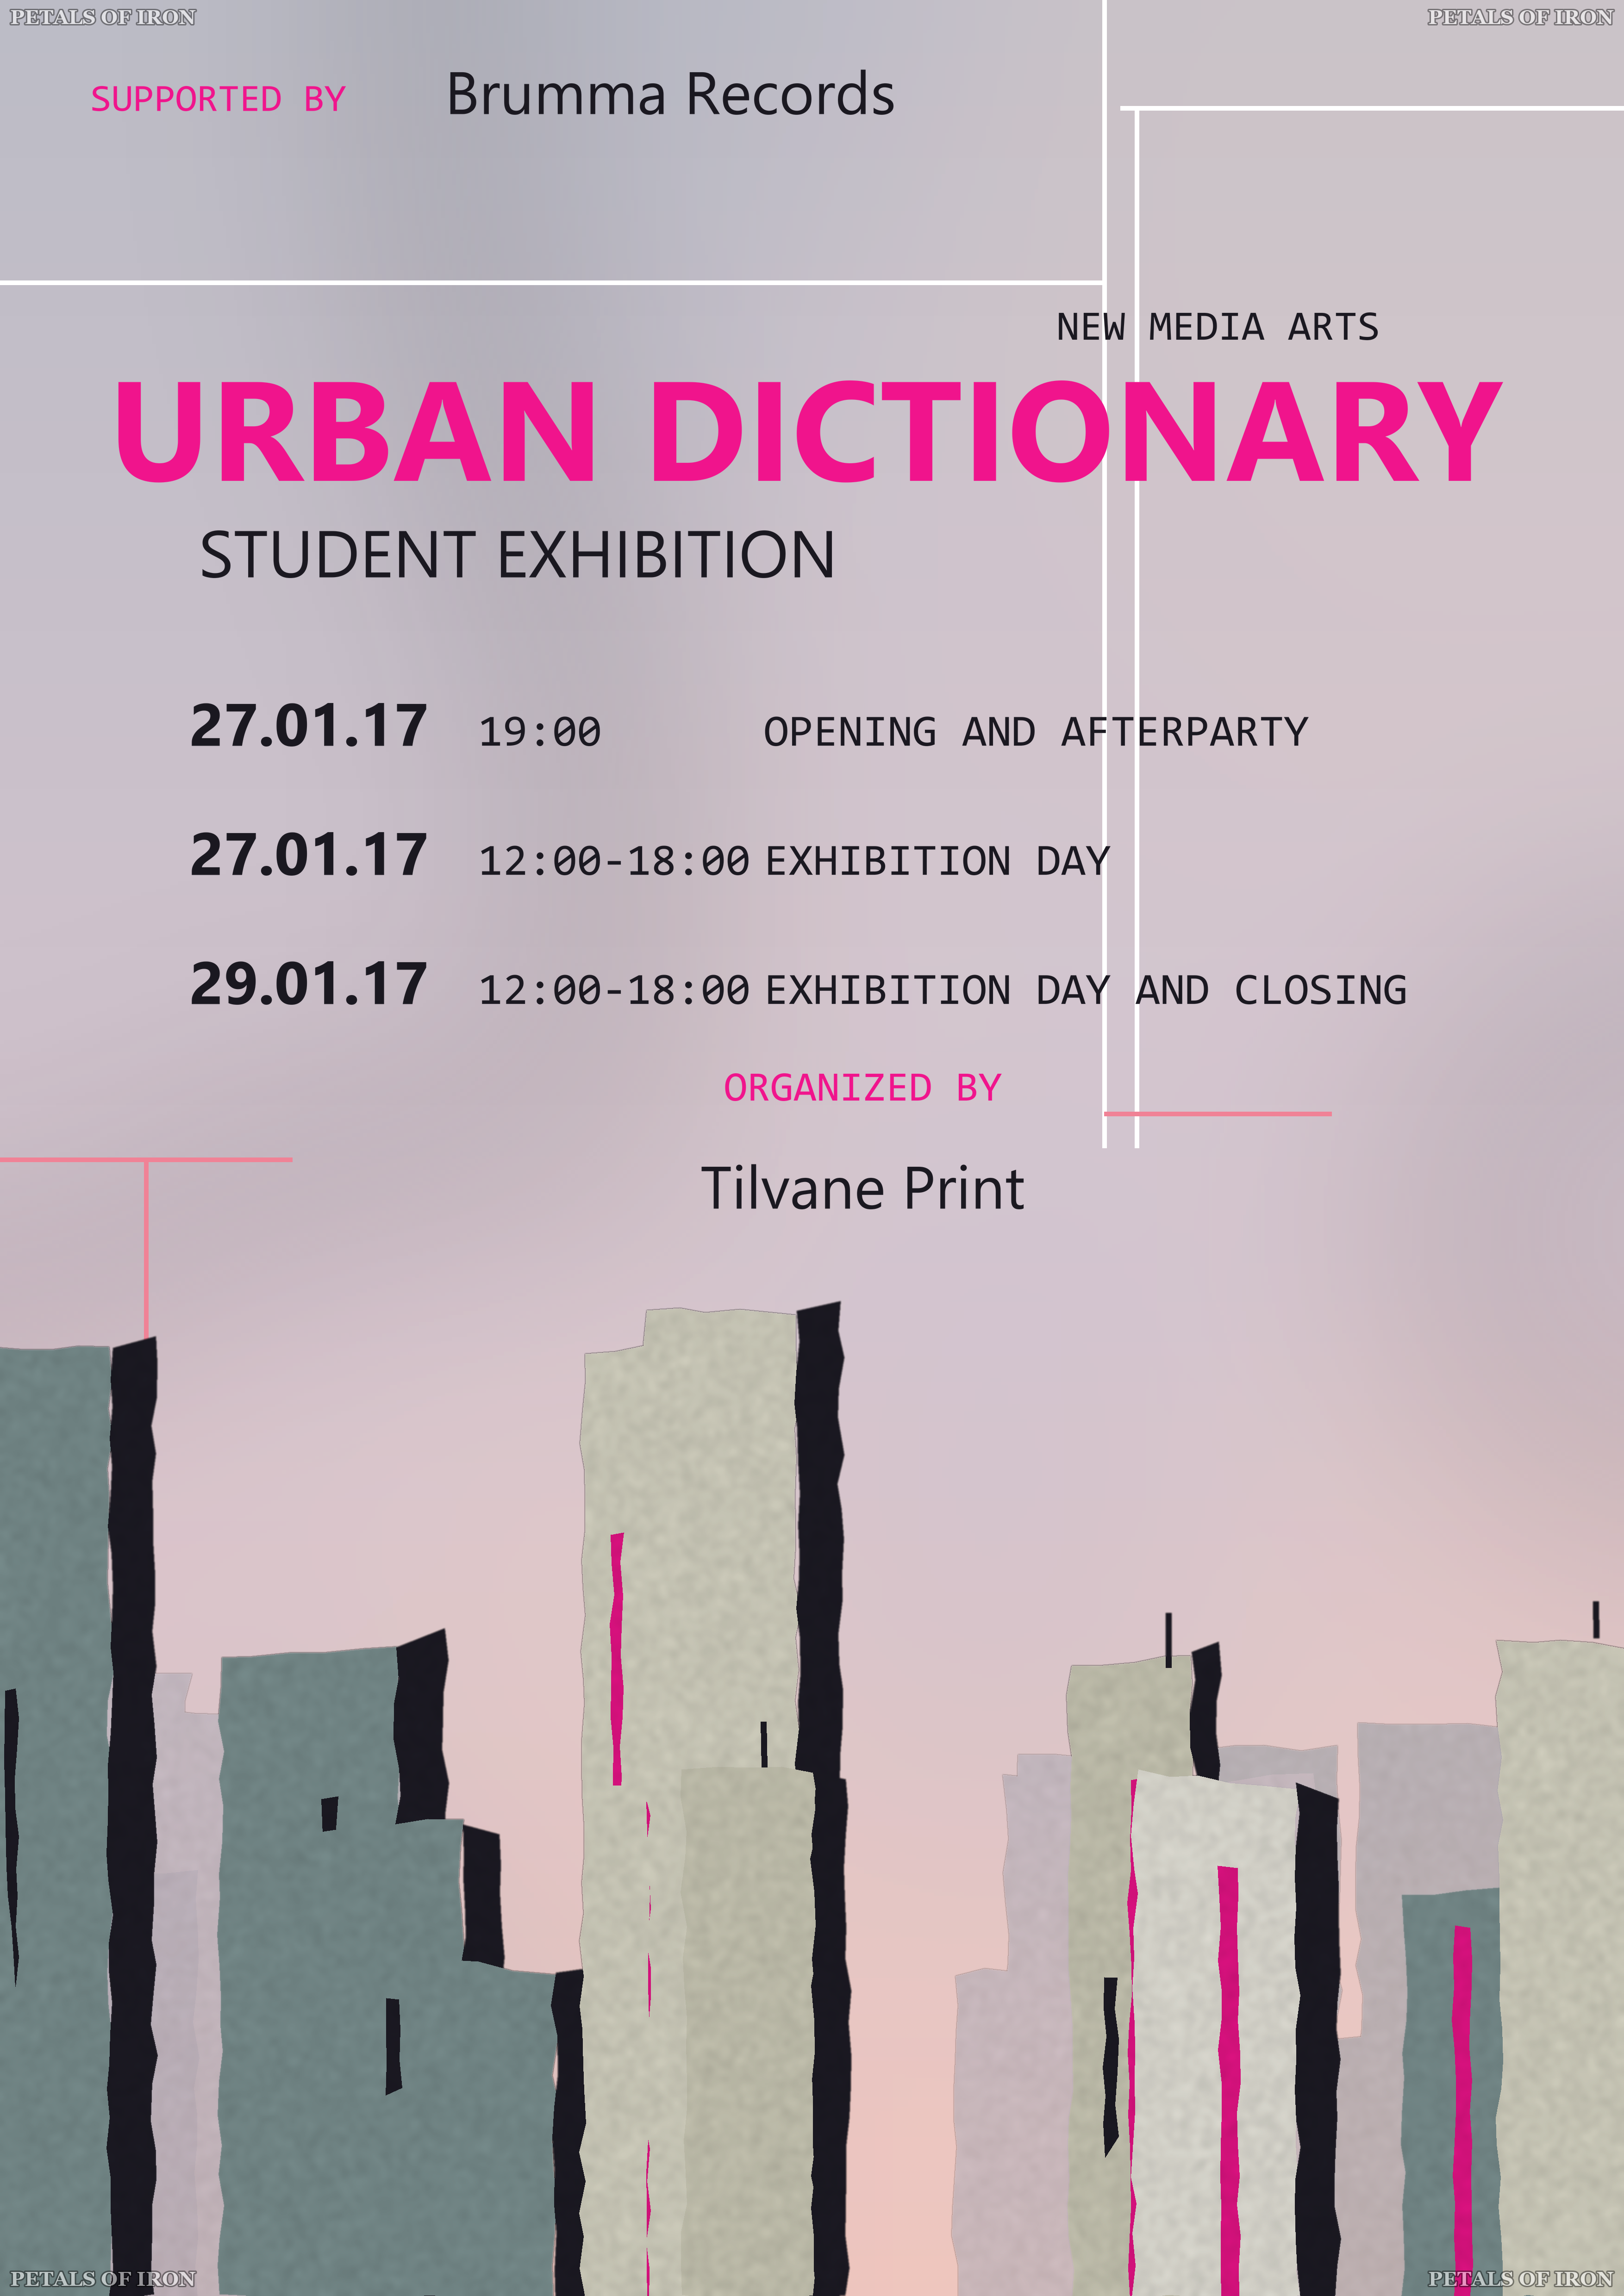 PETALS OF IRON
PETALS OF IRON
SUPPORTED BY Brumma Records
NEW MEDIA ARTS
URBAN DICTIONARY
STUDENT EXHIBITION
27.01.17 19:00 OPENING AND AFTERPARTY
27.01.17 12:00-18:00 EXHIBITION DAY
29.01.17 12:00-18:00 EXHIBITION DAY AND CLOSING
ORGANIZED BY
Tilvane Print
PETALS OF IRON
PETALS OF IRON